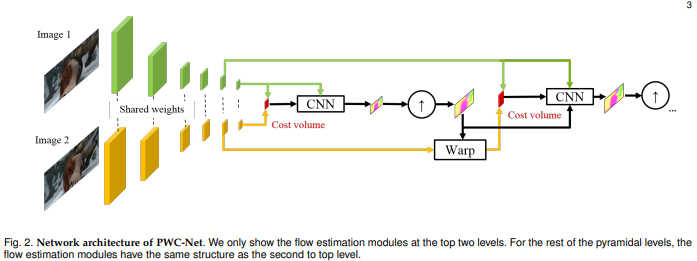 3
Image 1
Shared weights
Image 2
CNN
↑
Cost volume
Warp
CNN
↑
Cost volume
...
Fig. 2. Network architecture of PWC-Net. We only show the flow estimation modules at the top two levels. For the rest of the pyramidal levels, the
flow estimation modules have the same structure as the second to top level.